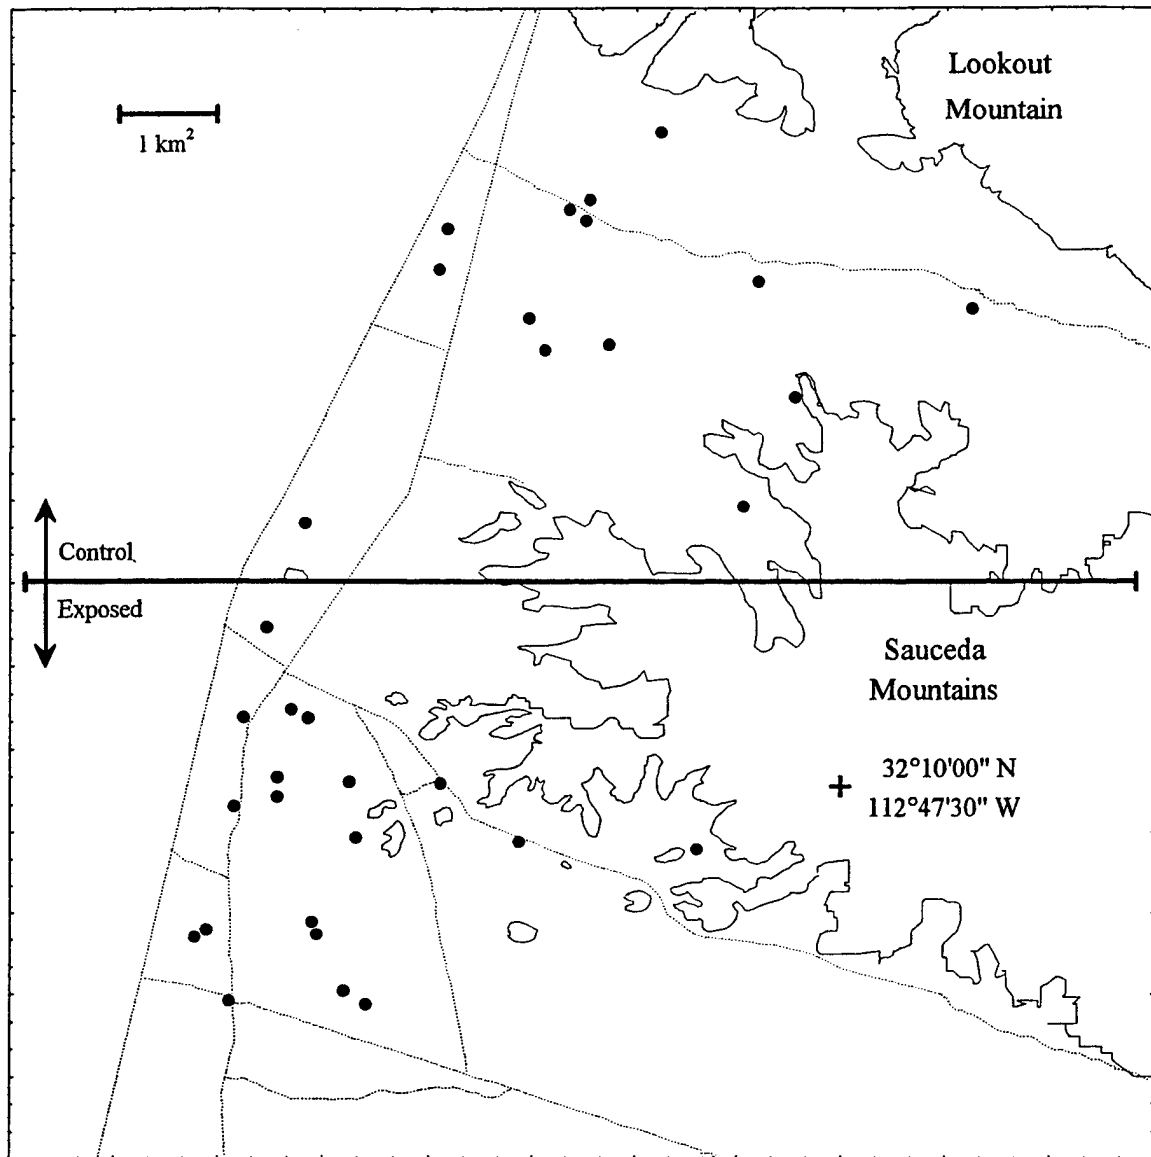 Lookout
Mountain
1 km²
Control
Exposed
Sauceda
Mountains
32°10'00" N
112°47'30" W